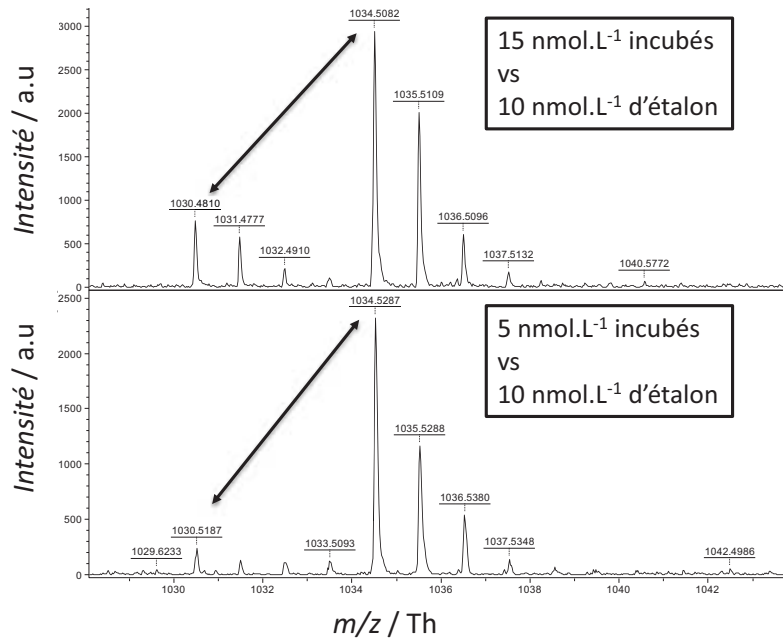 1034.5082
3000
15 nmol.L⁻¹ incubés
vs
10 nmol.L⁻¹ d'étalon
2500
1035.5109
2000
1500
1000
1030.4810
1031.4777
1036.5096
500
1032.4910
1037.5132
1040.5772
0
Intensité / a.u
2500
1034.5287
5 nmol.L⁻¹ incubés
vs
10 nmol.L⁻¹ d'étalon
2000
1500
1035.5288
1000
1036.5380
500
1030.5187
1033.5093
1037.5348
1029.6233
1042.4986
0
Intensité / a.u
1030 1032 1034 1036 1038 1040 1042
m/z / Th